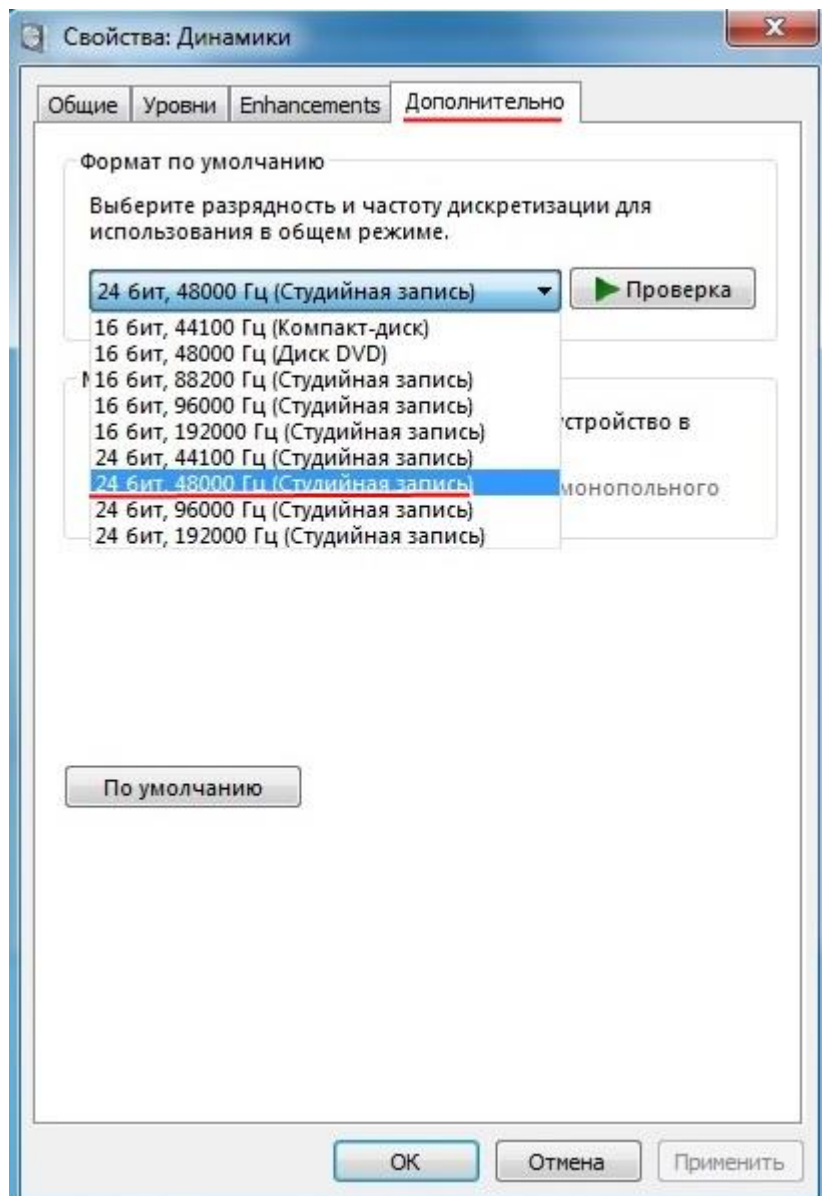 Свойства: Динамики
Общие Уровни Enhancements Дополнительно
Формат по умолчанию
Выберите разрядность и частоту дискретизации для
использования в общем режиме.
24 бит, 48000 Гц (Студийная запись)
Проверка
16 бит, 44100 Гц (Компакт-диск)
16 бит, 48000 Гц (Диск DVD)
16 бит, 88200 Гц (Студийная запись)
16 бит, 96000 Гц (Студийная запись)
16 бит, 192000 Гц (Студийная запись)
24 бит, 44100 Гц (Студийная запись)
24 бит, 48000 Гц (Студийная запись)
24 бит, 96000 Гц (Студийная запись)
24 бит, 192000 Гц (Студийная запись)
стройство в
монопольного
По умолчанию
ОК
Отмена
Применить